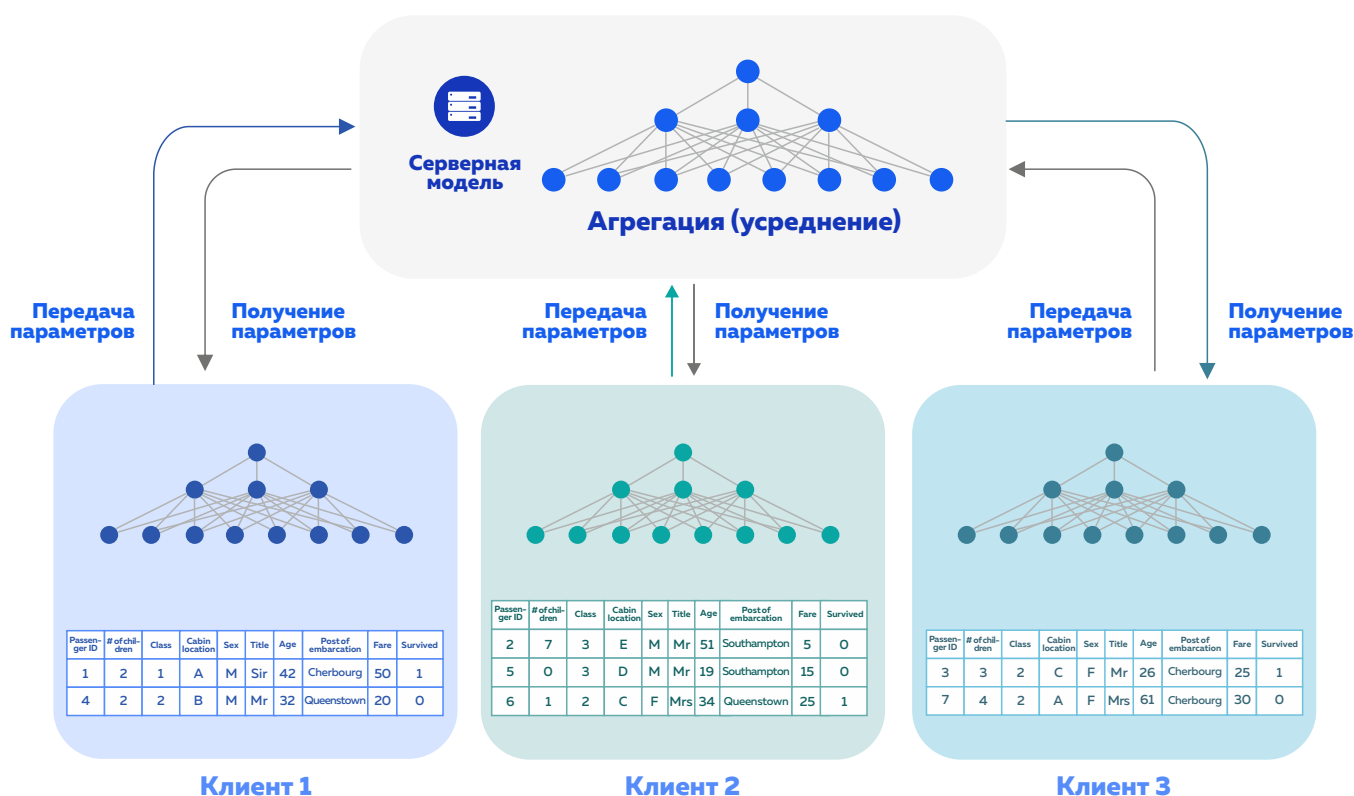 Серверная
модель
Агрегация (усреднение)
Передача
параметров
Получение
параметров
Передача
параметров
Получение
параметров
Передача
параметров
Получение
параметров
Passen-
ger ID
# of chil-
dren
Class
Cabin
location
Sex
Title
Age
Post of
embarcation
Fare
Survived
1 2 1 A M Sir 42 Cherbourg 50 1
4 2 2 B M Mr 32 Queenstown 20 0
Клиент 1
Passen-
ger ID
# of chil-
dren
Class
Cabin
location
Sex
Title
Age
Post of
embarcation
Fare
Survived
2 7 3 E M Mr 51 Southampton 5 0
5 0 3 D M Mr 19 Southampton 15 0
6 1 2 C F Mrs 34 Queenstown 25 1
Клиент 2
Passen-
ger ID
# of chil-
dren
Class
Cabin
location
Sex
Title
Age
Post of
embarcation
Fare
Survived
3 3 2 C F Mr 26 Cherbourg 25 1
7 4 2 A F Mrs 61 Cherbourg 30 0
Клиент 3